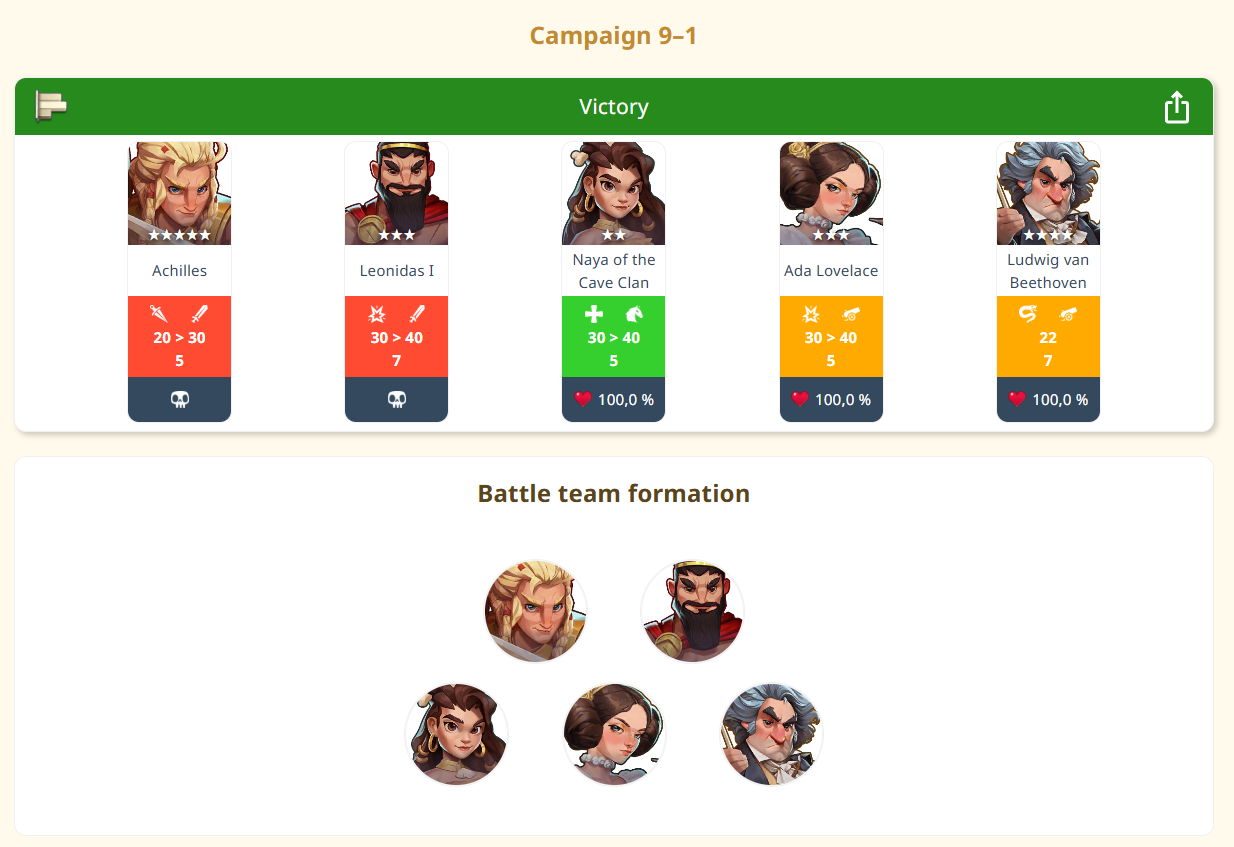 Campaign 9–1
Victory
★★★★★
★★★
★★
★★★
★★★★
Achilles
Leonidas I
Naya of the
Cave Clan
Ada Lovelace
Ludwig van
Beethoven
20 > 30
30 > 40
30 > 40
30 > 40
22
5
7
5
5
7
100,0 %
100,0 %
100,0 %
Battle team formation